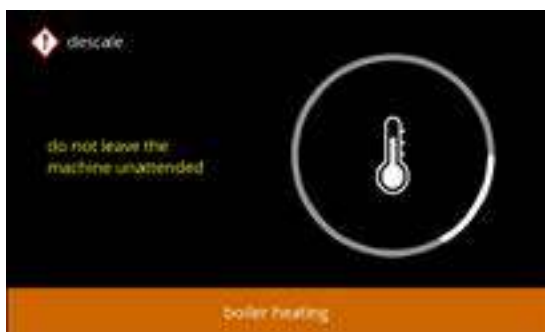 descale
do not leave the
machine unattended
boiler heating